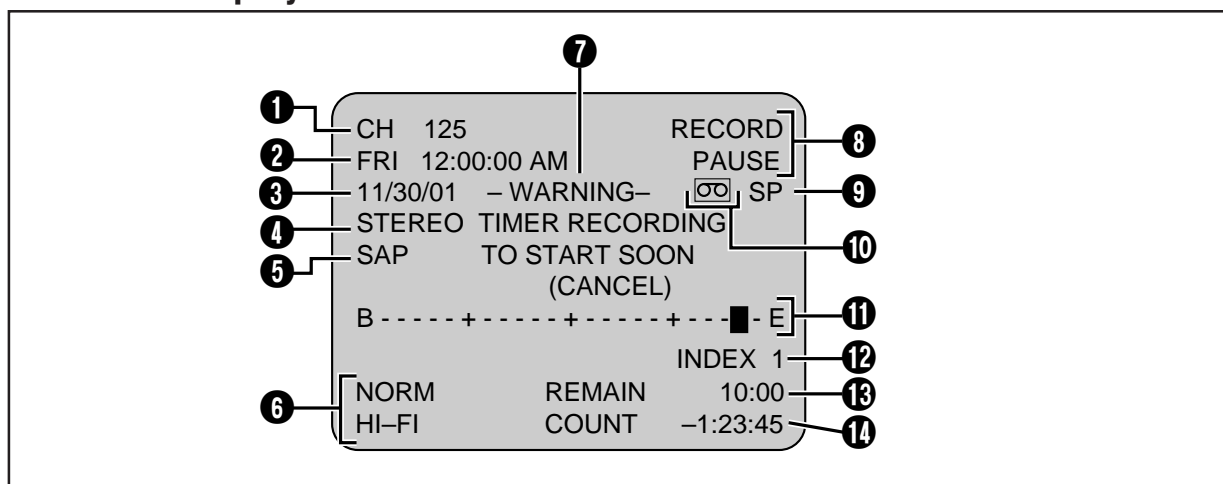 7
1 CH 125 RECORD
2 FRI 12:00:00 AM PAUSE 8
3 11/30/01 – WARNING– SP 9
4 STEREO TIMER RECORDING
10
5 SAP TO START SOON
(CANCEL)
B - - - - - + - - - - - + - - - - - + - - - █ - E 11
INDEX 1 12
6 NORM REMAIN 10:00 13
HI–FI COUNT –1:23:45 14